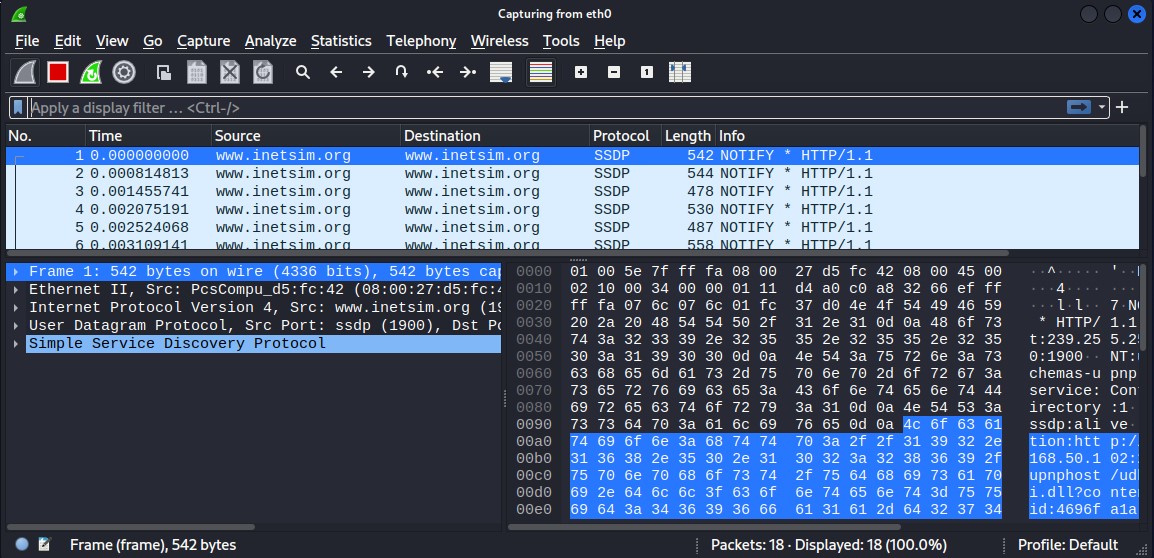 Capturing from eth0
File Edit View Go Capture Analyze Statistics Telephony Wireless Tools Help
Apply a display filter ... <Ctrl-/>
No. Time Source Destination Protocol Length Info
1 0.000000000 www.inetsim.org www.inetsim.org SSDP 542 NOTIFY * HTTP/1.1
2 0.000814813 www.inetsim.org www.inetsim.org SSDP 544 NOTIFY * HTTP/1.1
3 0.001455741 www.inetsim.org www.inetsim.org SSDP 478 NOTIFY * HTTP/1.1
4 0.002075191 www.inetsim.org www.inetsim.org SSDP 530 NOTIFY * HTTP/1.1
5 0.002524068 www.inetsim.org www.inetsim.org SSDP 487 NOTIFY * HTTP/1.1
6 0.003109141 www.inetsim.org www.inetsim.org SSDP 558 NOTIFY * HTTP/1.1
Frame 1: 542 bytes on wire (4336 bits), 542 bytes cap
Ethernet II, Src: PcsCompu_d5:fc:42 (08:00:27:d5:fc:4
Internet Protocol Version 4, Src: www.inetsim.org (19
User Datagram Protocol, Src Port: ssdp (1900), Dst Po
Simple Service Discovery Protocol
0000 01 00 5e 7f ff fa 08 00 27 d5 fc 42 08 00 45 00 ··^····· '··
0010 02 10 00 34 00 00 01 11 d4 a0 c0 a8 32 66 ef ff ···4···· ····
0020 ff fa 07 6c 07 6c 01 fc 37 d0 4e 4f 54 49 46 59 ···l·l·· 7·NO
0030 20 2a 20 48 54 54 50 2f 31 2e 31 0d 0a 48 6f 73 * HTTP/ 1.1·
0040 74 3a 32 33 39 2e 32 35 35 2e 32 35 35 2e 32 35 t:239.25 5.25
0050 30 3a 31 39 30 30 0d 0a 4e 54 3a 75 72 6e 3a 73 0:1900·· NT:u
0060 63 68 65 6d 61 73 2d 75 70 6e 70 2d 6f 72 67 3a chemas-u pnp-
0070 73 65 72 76 69 63 65 3a 43 6f 6e 74 65 6e 74 44 service: Con
0080 69 72 65 63 74 6f 72 79 3a 31 0d 0a 4e 54 53 3a irectory :1··
0090 73 73 64 70 3a 61 6c 69 76 65 0d 0a 4c 6f 63 61 ssdp:ali ve··
00a0 74 69 6f 6e 3a 68 74 74 70 3a 2f 2f 31 39 32 2e tion:htt p://
00b0 31 36 38 2e 35 30 2e 31 30 32 3a 32 38 36 39 2f 168.50.1 02:2
00c0 75 70 6e 70 68 6f 73 74 2f 75 64 68 69 73 61 70 upnphost /udh
00d0 69 2e 64 6c 6c 3f 63 6f 6e 74 65 6e 74 3d 75 75 i.dll?co nten
00e0 69 64 3a 34 36 39 36 66 61 31 61 2d 64 32 37 34 id:4696f a1a-
Frame (frame), 542 bytes
Packets: 18 · Displayed: 18 (100.0%)
Profile: Default